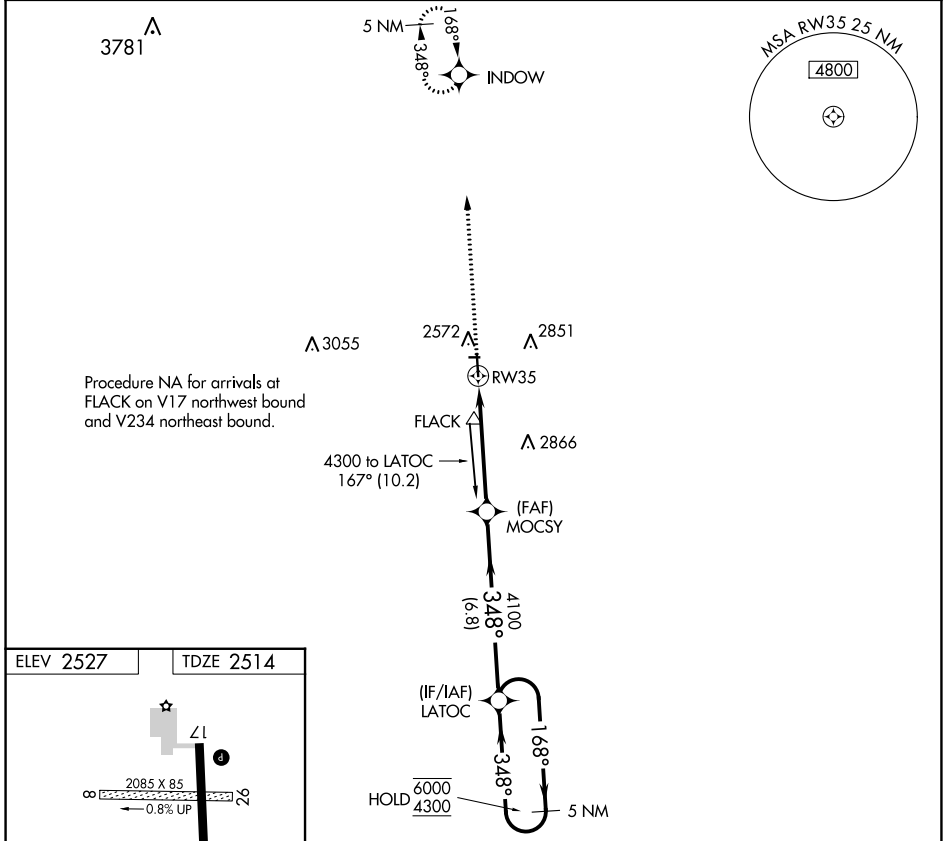 3781
5 NM
168°
348°
INDOW
MSA RW35 25 NM
4800
3055
2572
2851
RW35
Procedure NA for arrivals at
FLACK on V17 northwest bound
and V234 northeast bound.
FLACK
2866
4300 to LATOC
167° (10.2)
(FAF)
MOCSY
4100
348°
(6.8)
ELEV 2527
TDZE 2514
(IF/IAF)
LATOC
17
P
168°
348°
2085 X 85
8
26
0.8% UP
HOLD
6000
4300
5 NM